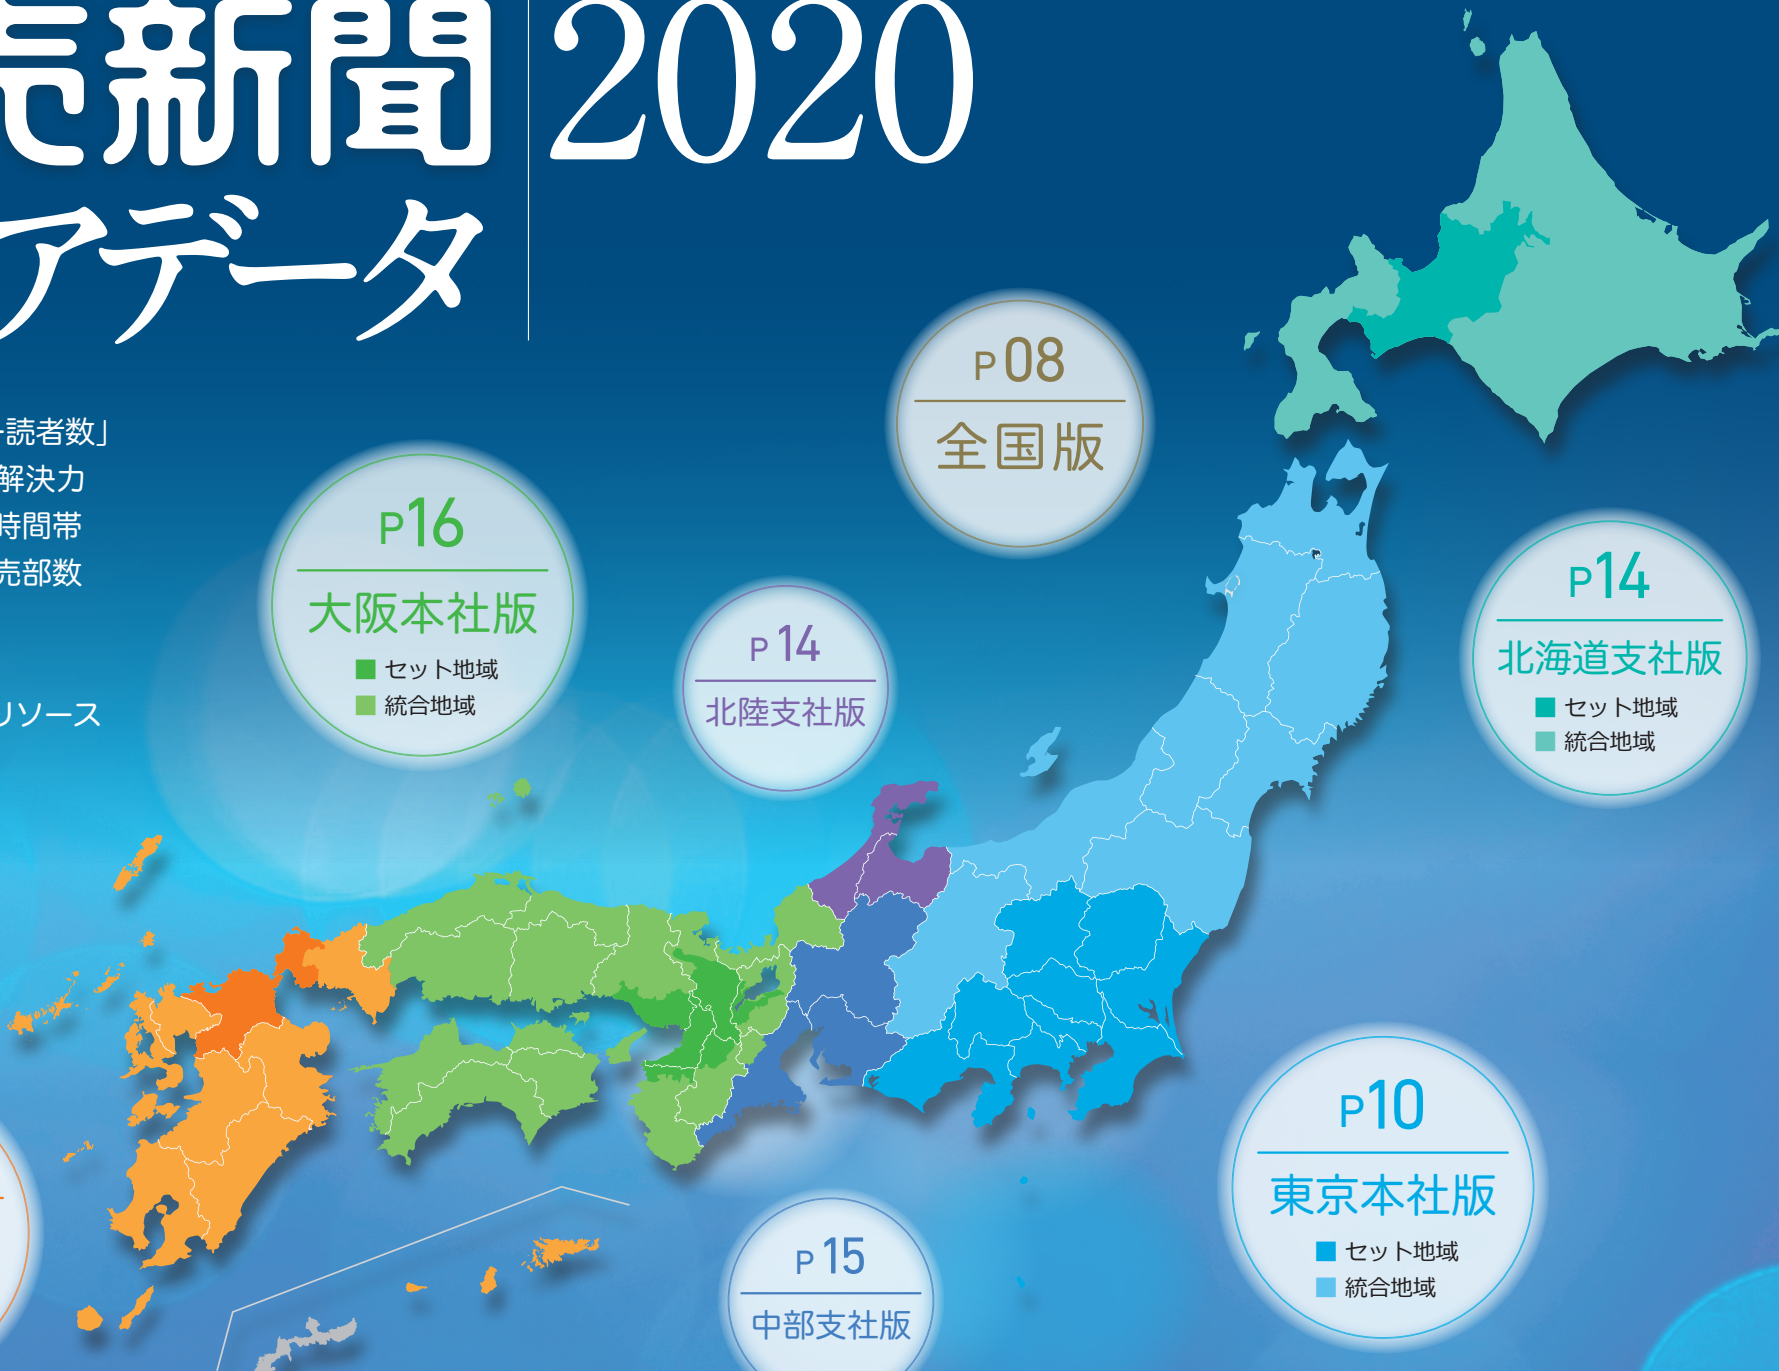 売新聞 2020
アデータ
読者数」
解決力
時間帯
売部数
リソース
P08
全国版
P16
大阪本社版
セット地域
統合地域
P14
北陸支社版
P14
北海道支社版
セット地域
統合地域
P10
東京本社版
セット地域
統合地域
P15
中部支社版